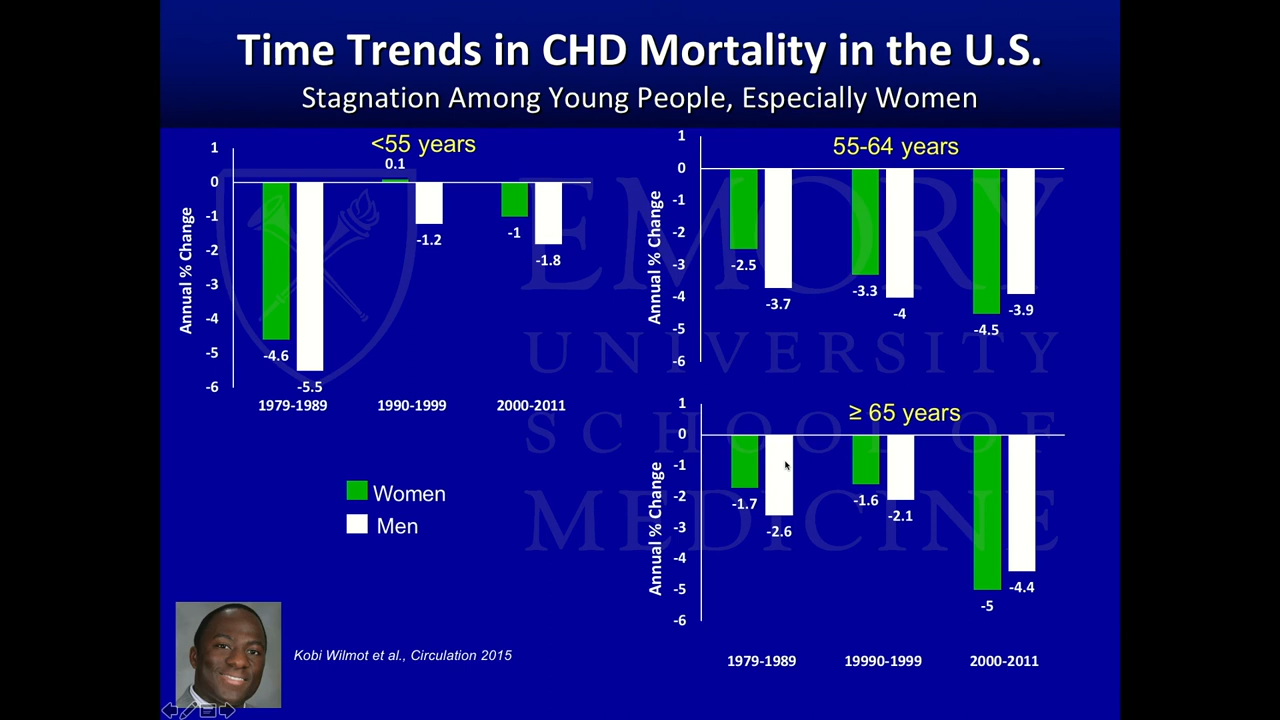 Time Trends in CHD Mortality in the U.S.
Stagnation Among Young People, Especially Women
<55 years
1
0
-1
-2
-3
-4
-5
-6
Annual % Change
0.1
-4.6
-5.5
-1.2
-1
-1.8
1979-1989 1990-1999 2000-2011
55-64 years
1
0
-1
-2
-3
-4
-5
-6
Annual % Change
-2.5
-3.7
-3.3
-4
-4.5
-3.9
≥ 65 years
1
0
-1
-2
-3
-4
-5
-6
Annual % Change
-1.7
-2.6
-1.6
-2.1
-5
-4.4
1979-1989 19990-1999 2000-2011
Women
Men
Kobi Wilmot et al., Circulation 2015
EMORY
UNIVERSITY
SCHOOL OF
MEDICINE